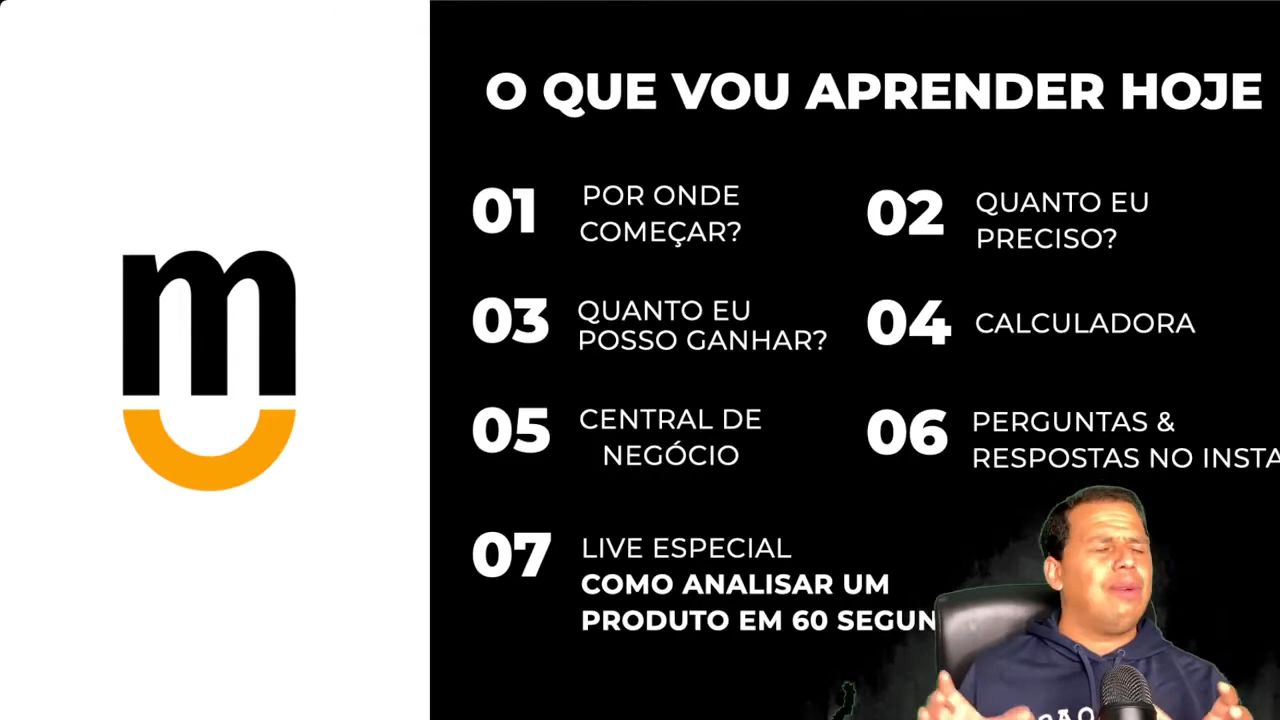 O QUE VOU APRENDER HOJE
01
POR ONDE
COMEÇAR?
02
QUANTO EU
PRECISO?
03
QUANTO EU
POSSO GANHAR?
04
CALCULADORA
05
CENTRAL DE
NEGÓCIO
06
PERGUNTAS &
RESPOSTAS NO INSTA
07
LIVE ESPECIAL
COMO ANALISAR UM
PRODUTO EM 60 SEGUN
m